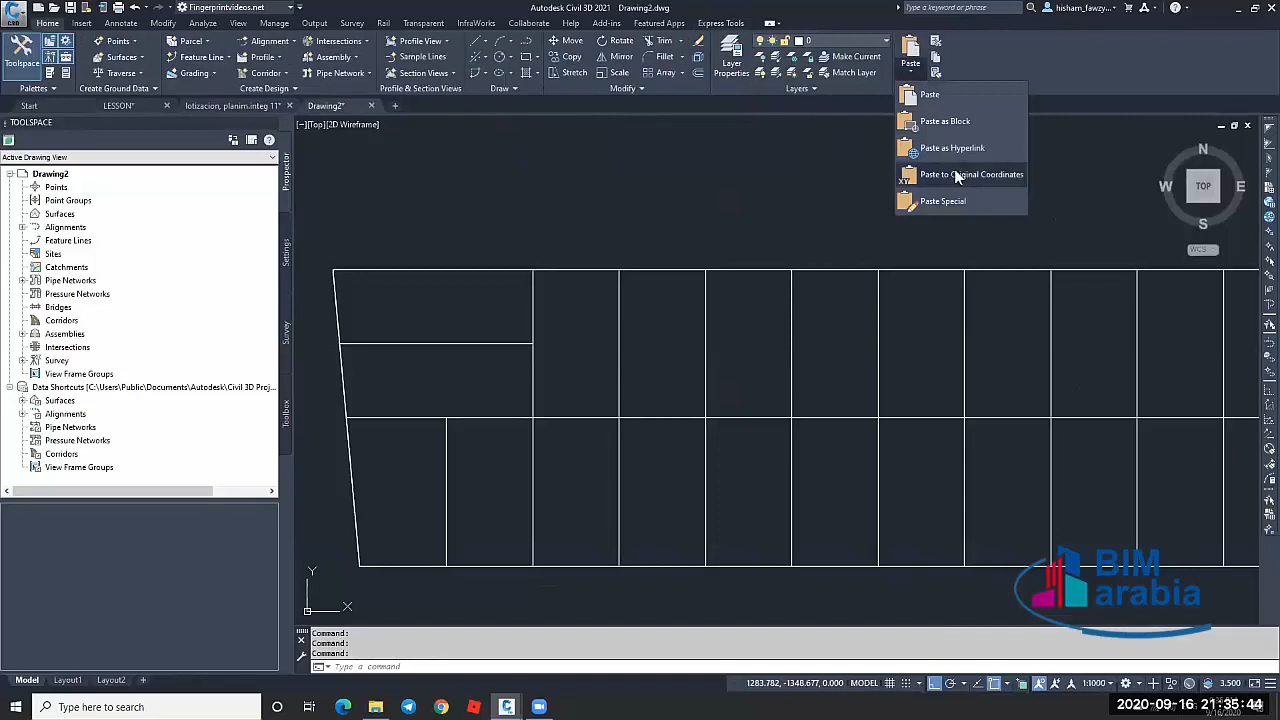 C3D
Fingerprintvideos.net
Autodesk Civil 3D 2021 Drawing2.dwg
Type a keyword or phrase
hisham_fawzy...
Home Insert Annotate Modify Analyze View Manage Output Survey Rail Transparent InfraWorks Collaborate Help Add-ins Featured Apps Express Tools
Toolspace
Points Parcel Alignment Intersections Profile View Move Rotate Trim 0
Surfaces Feature Line Profile Assembly Sample Lines Copy Mirror Fillet Make Current
Traverse Grading Corridor Pipe Network Section Views Stretch Scale Array Match Layer
Layer Properties
Paste
Palettes Create Ground Data Create Design Profile & Section Views Draw Modify Layers
Start LESSON* lotizacion, planim.integ 11* Drawing2*
Paste
Paste as Block
Paste as Hyperlink
Paste to Original Coordinates
Paste Special
TOOLSPACE
[−][Top][2D Wireframe]
Active Drawing View
Drawing2
Points
Point Groups
Surfaces
Alignments
Feature Lines
Sites
Catchments
Pipe Networks
Pressure Networks
Bridges
Corridors
Assemblies
Intersections
Survey
View Frame Groups
Data Shortcuts [C:\Users\Public\Documents\Autodesk\Civil 3D Proj...
Surfaces
Alignments
Pipe Networks
Pressure Networks
Corridors
View Frame Groups
Prospector
Settings
Survey
Toolbox
N
W TOP E
S
WCS
Y
X
BIM
arabia
Command:
Command:
Command:
Type a command
Model Layout1 Layout2
1283.782, -1348.677, 0.000 MODEL 1:1000 3.500
Type here to search
2020-09-16 21:35:44